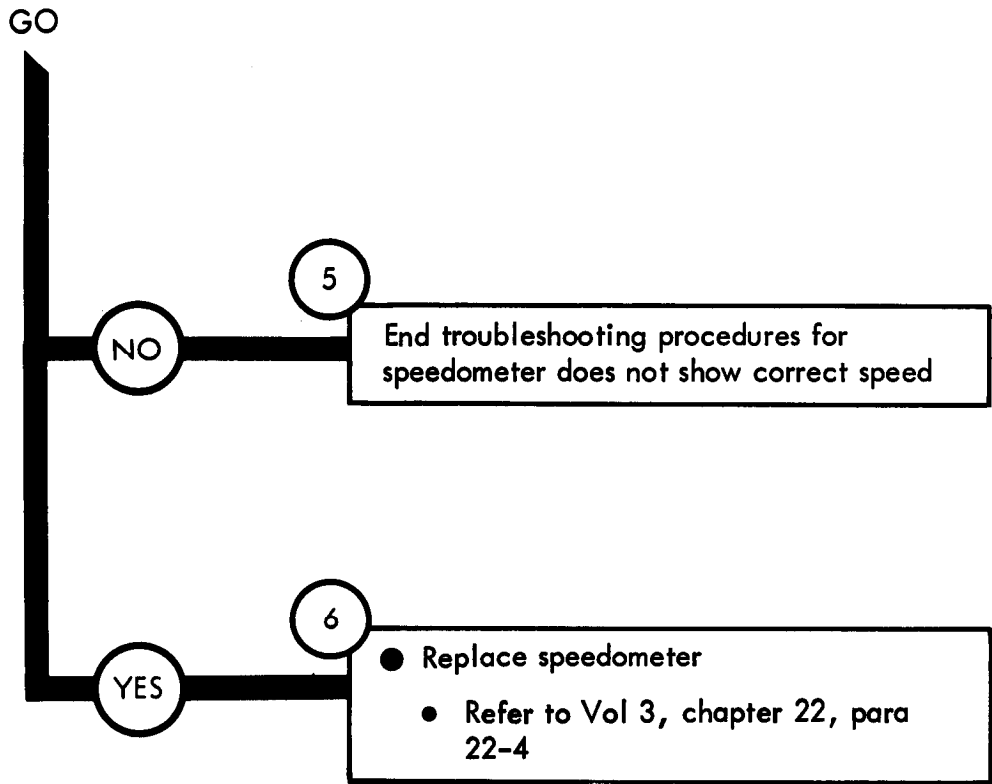 GO
5
NO
End troubleshooting procedures for
speedometer does not show correct speed
6
YES
● Replace speedometer
● Refer to Vol 3, chapter 22, para
22-4